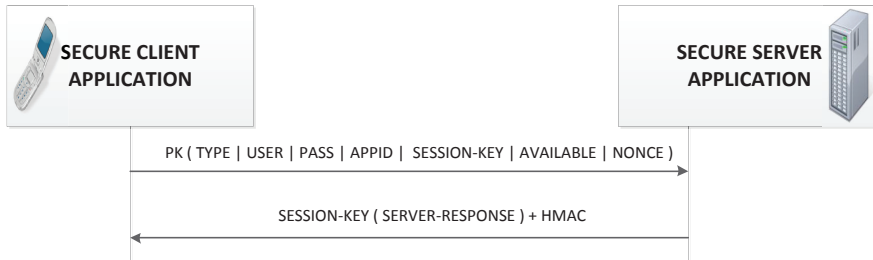 SECURE CLIENT
APPLICATION
SECURE SERVER
APPLICATION
PK ( TYPE | USER | PASS | APPID | SESSION-KEY | AVAILABLE | NONCE )
SESSION-KEY ( SERVER-RESPONSE ) + HMAC